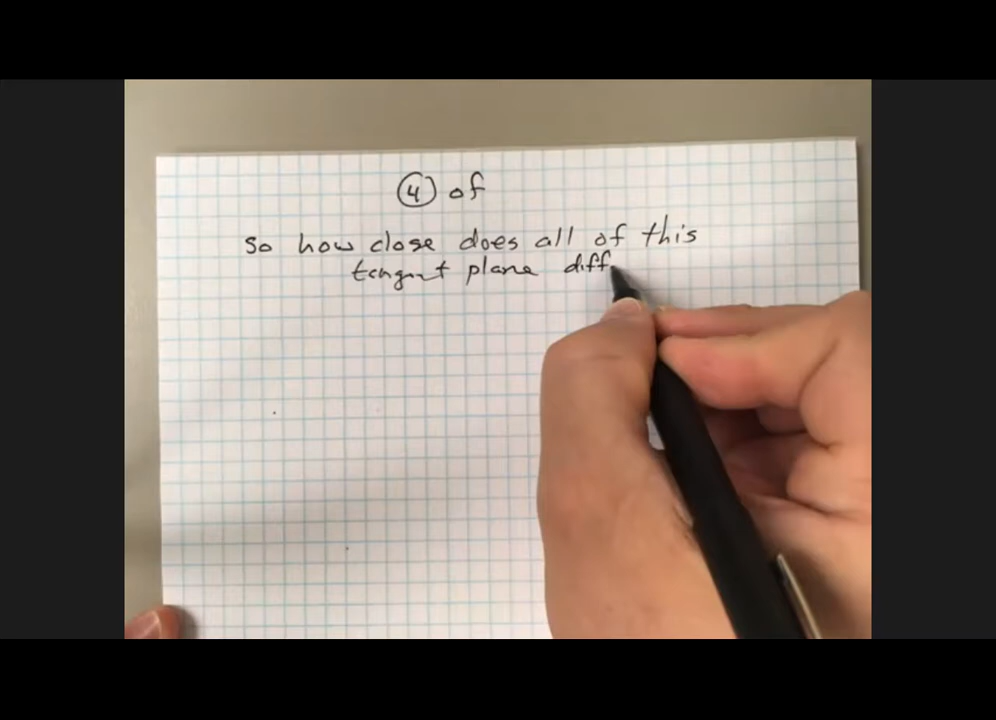 ④ of
So how close does all of this
tangent plane diff